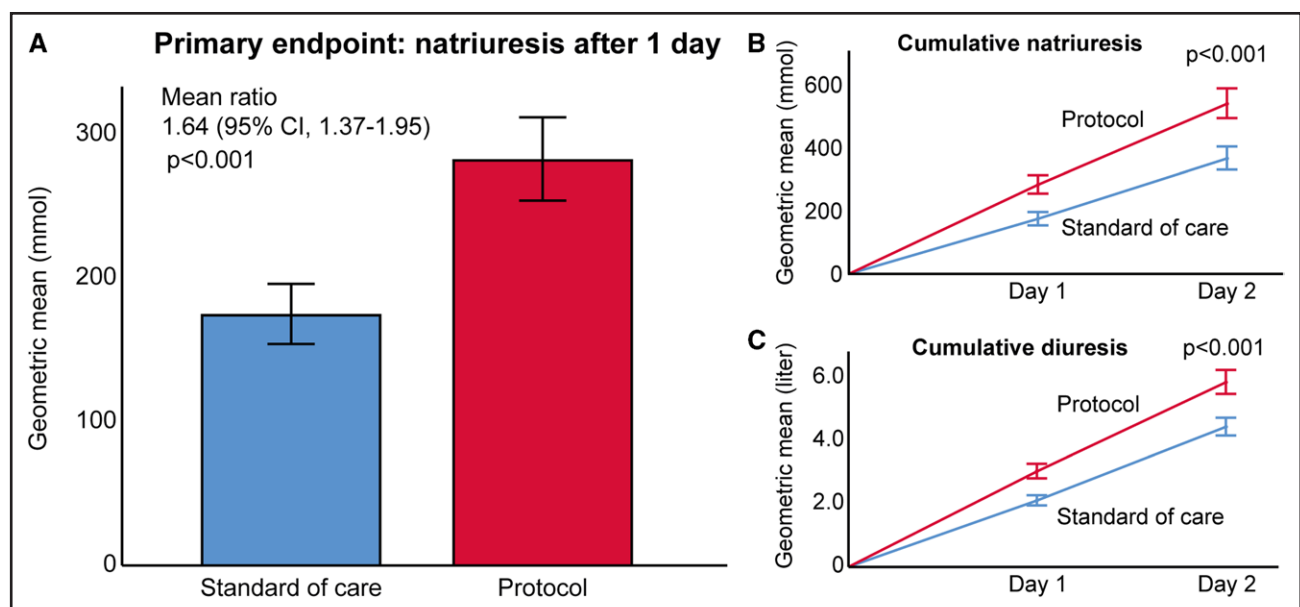 A
Primary endpoint: natriuresis after 1 day
Mean ratio
1.64 (95% CI, 1.37-1.95)
p<0.001
Geometric mean (mmol)
300
200
100
0
Standard of care
Protocol
B
Cumulative natriuresis
p<0.001
Geometric mean (mmol)
600
400
200
0
Protocol
Standard of care
Day 1
Day 2
C
Cumulative diuresis
p<0.001
Geometric mean (liter)
6.0
4.0
2.0
0
Protocol
Standard of care
Day 1
Day 2